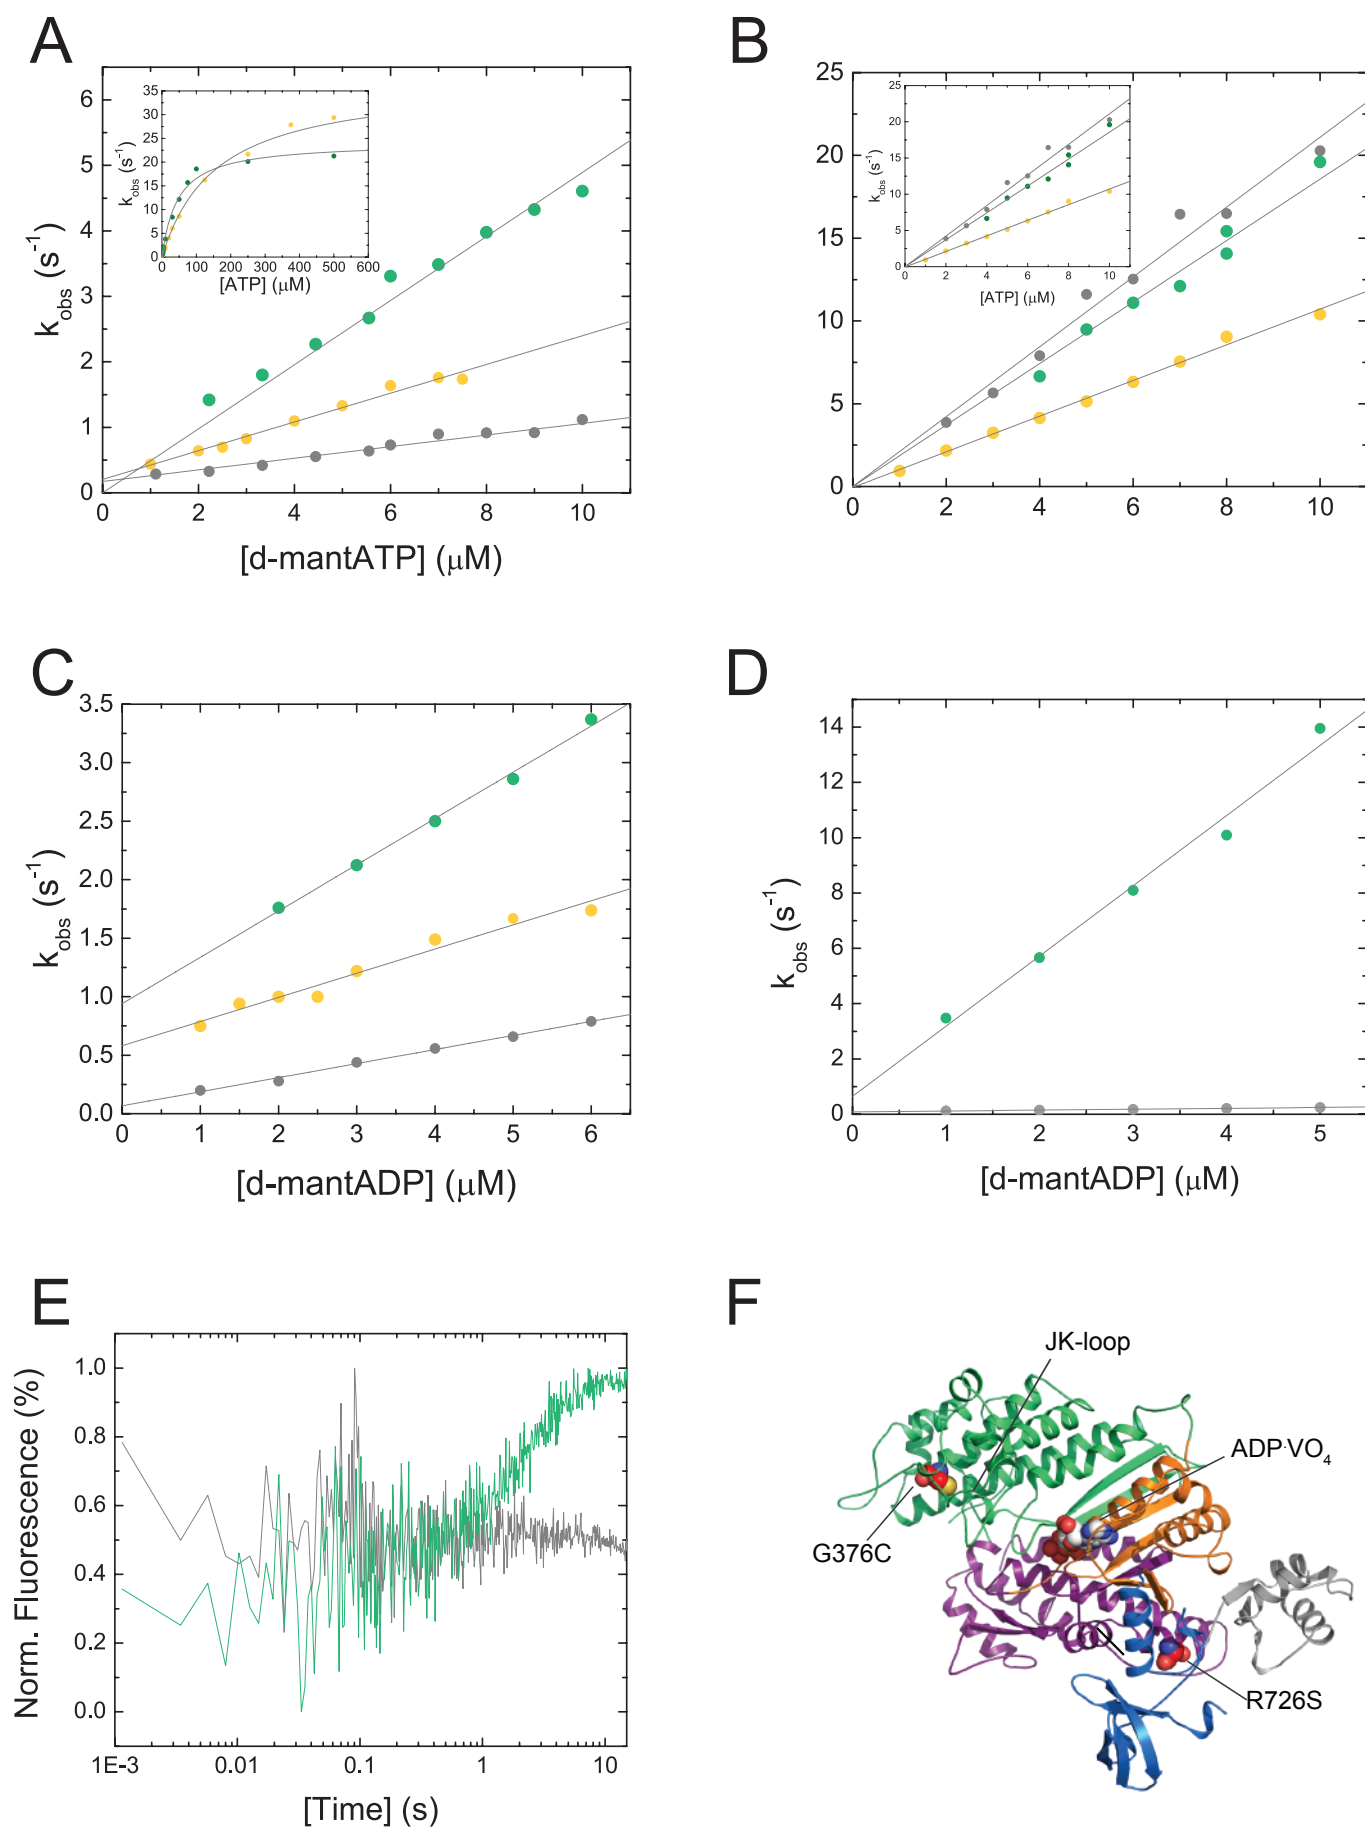 A
k_obs (s⁻¹)
6
5
4
3
2
1
0
0 2 4 6 8 10
[d-mantATP] (μM)
k_obs (s⁻¹)
35
30
25
20
15
10
5
0
0 100 200 300 400 500 600
[ATP] (μM)
B
25
20
15
10
5
0
0 2 4 6 8 10
k_obs (s⁻¹)
25
20
15
10
5
0
0 2 4 6 8 10
[ATP] (μM)
C
k_obs (s⁻¹)
3.5
3.0
2.5
2.0
1.5
1.0
0.5
0.0
0 1 2 3 4 5 6
[d-mantADP] (μM)
D
k_obs (s⁻¹)
14
12
10
8
6
4
2
0
0 1 2 3 4 5
[d-mantADP] (μM)
E
Norm. Fluorescence (%)
1.0
0.8
0.6
0.4
0.2
0.0
1E-3 0.01 0.1 1 10
[Time] (s)
F
JK-loop
ADP·VO₄
G376C
R726S